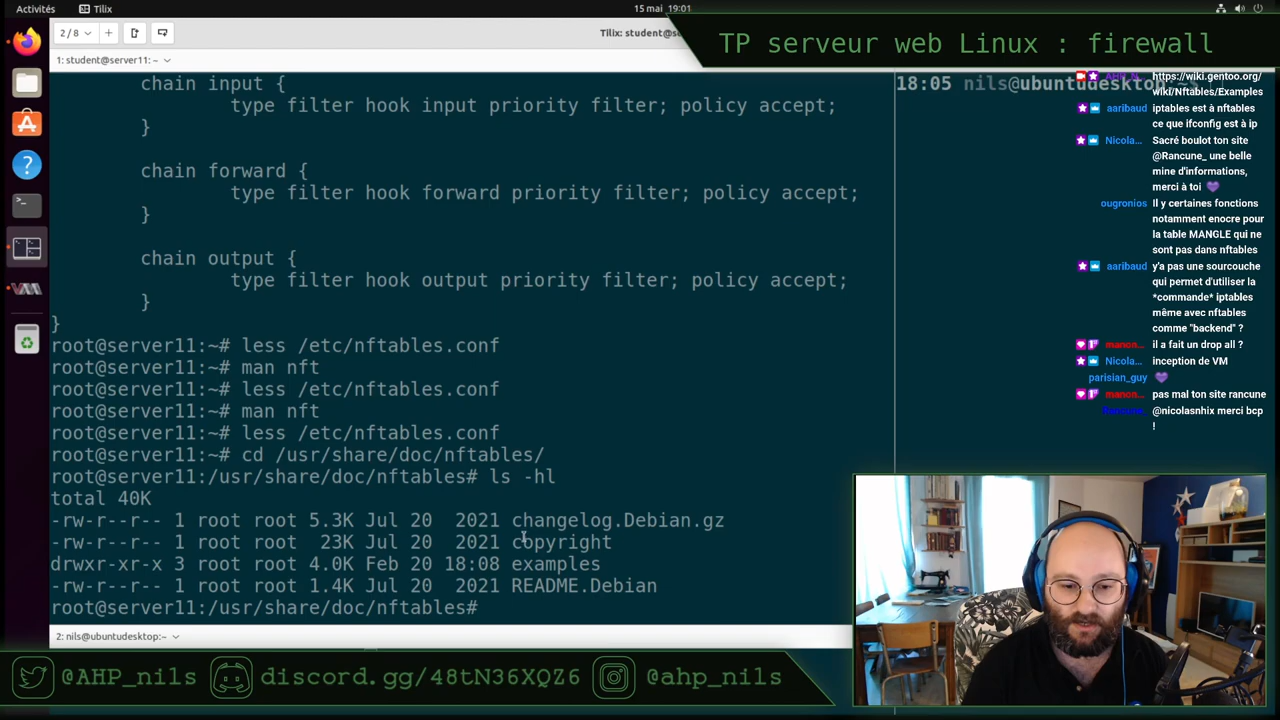 Activités
Tilix
15 mai 19:01
2/8
Tilix: student@se
TP serveur web Linux : firewall
1: student@server11: ~
chain input {
type filter hook input priority filter; policy accept;
}
chain forward {
type filter hook forward priority filter; policy accept;
}
chain output {
type filter hook output priority filter; policy accept;
}
}
root@server11:~# less /etc/nftables.conf
root@server11:~# man nft
root@server11:~# less /etc/nftables.conf
root@server11:~# man nft
root@server11:~# less /etc/nftables.conf
root@server11:~# cd /usr/share/doc/nftables/
root@server11:/usr/share/doc/nftables# ls -hl
total 40K
-rw-r--r-- 1 root root 5.3K Jul 20 2021 changelog.Debian.gz
-rw-r--r-- 1 root root 23K Jul 20 2021 copyright
drwxr-xr-x 3 root root 4.0K Feb 20 18:08 examples
-rw-r--r-- 1 root root 1.4K Jul 20 2021 README.Debian
root@server11:/usr/share/doc/nftables#
18:05 nils@ubuntudesktop
AHP_N... https://wiki.gentoo.org/
wiki/Nftables/Examples
aaribaud iptables est à nftables
ce que ifconfig est à ip
Nicola... Sacré boulot ton site
@Rancune_ une belle
mine d'informations,
merci à toi
ougronios Il y certaines fonctions
notamment enocre pour
la table MANGLE qui ne
sont pas dans nftables
aaribaud y'a pas une sourcouche
qui permet d'utiliser la
*commande* iptables
même avec nftables
comme "backend" ?
manon... il a fait un drop all ?
Nicola... inception de VM
parisian_guy
manon... pas mal ton site rancune
@nicolasnhix merci bcp
!
2: nils@ubuntudesktop:~
@AHP_nils
discord.gg/48tN36XQZ6
@ahp_nils